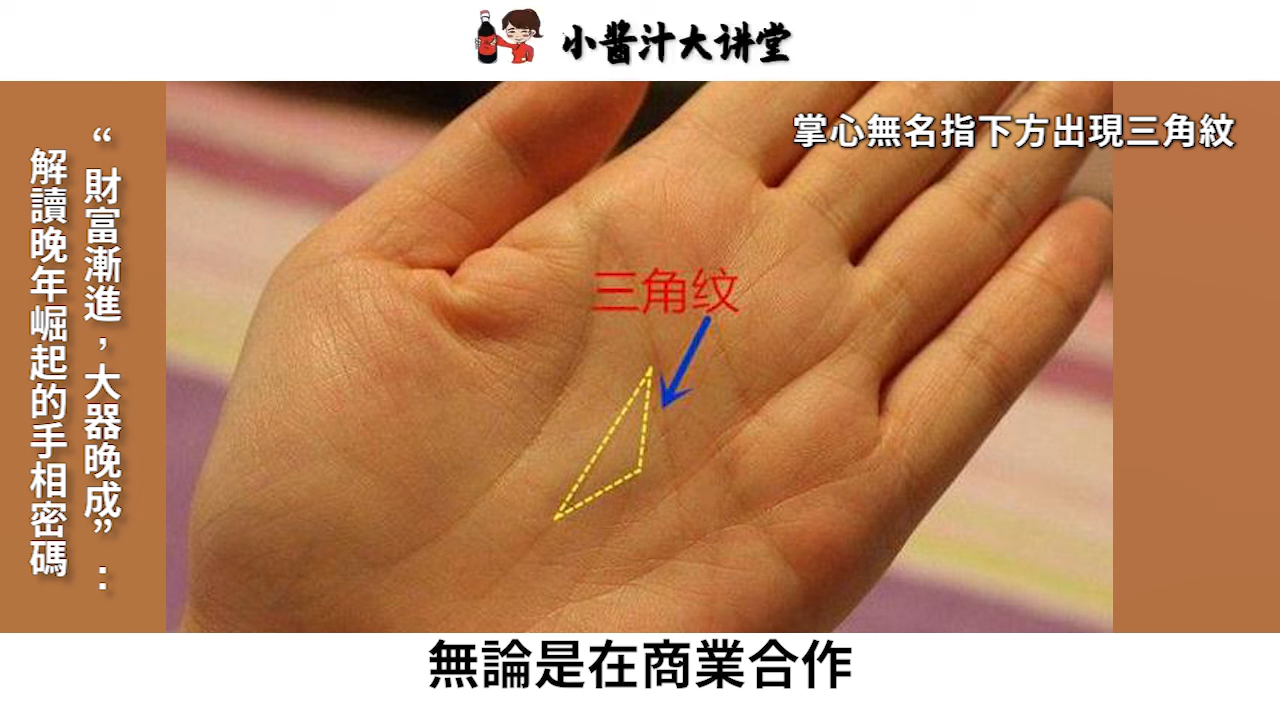 小醬汁大讲堂
掌心無名指下方出現三角紋
“財富漸進，大器晚成”：
解讀晚年崛起的手相密碼
三角纹
無論是在商業合作